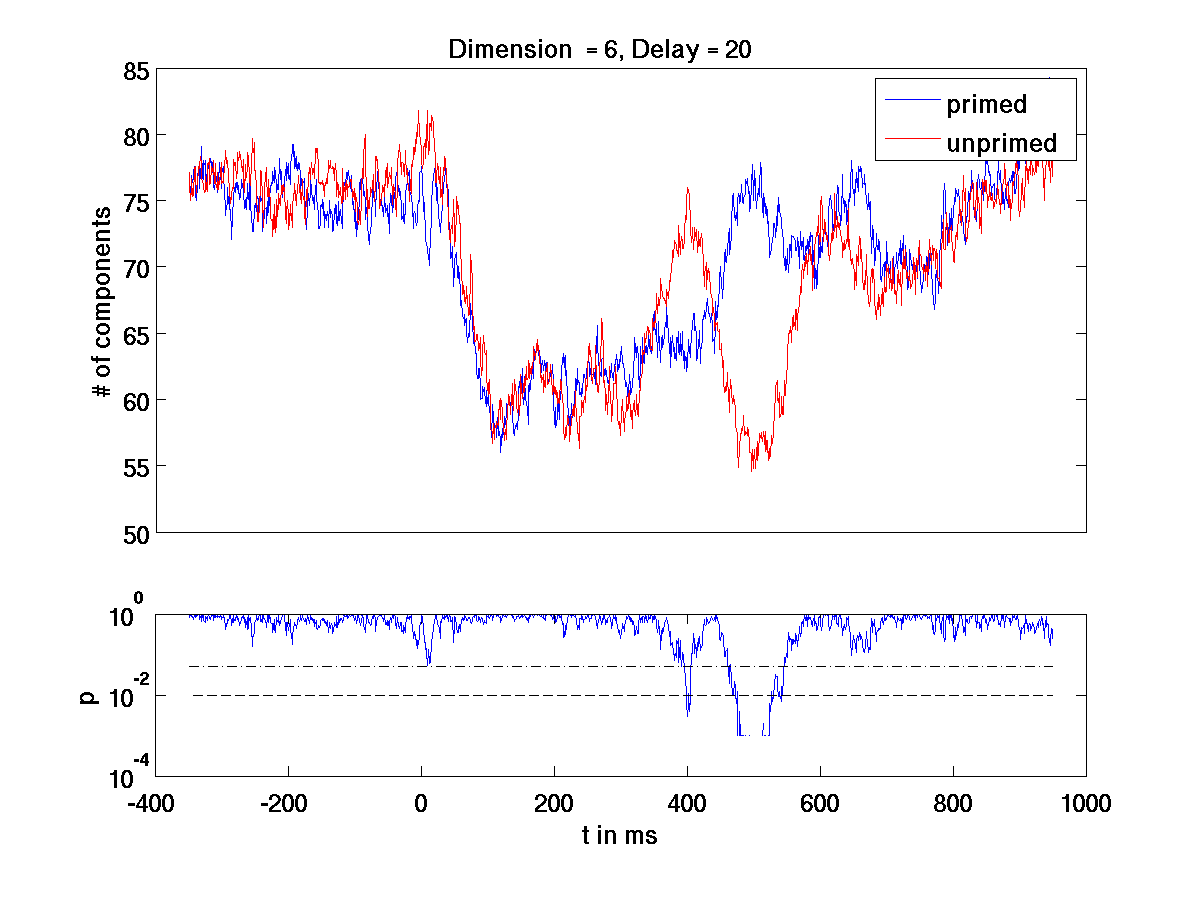 Dimension = 6, Delay = 20
85
primed
80
unprimed
75
70
65
60
55
50
# of components
10^0
10^-2
10^-4
p
-400 -200 0 200 400 600 800 1000
t in ms